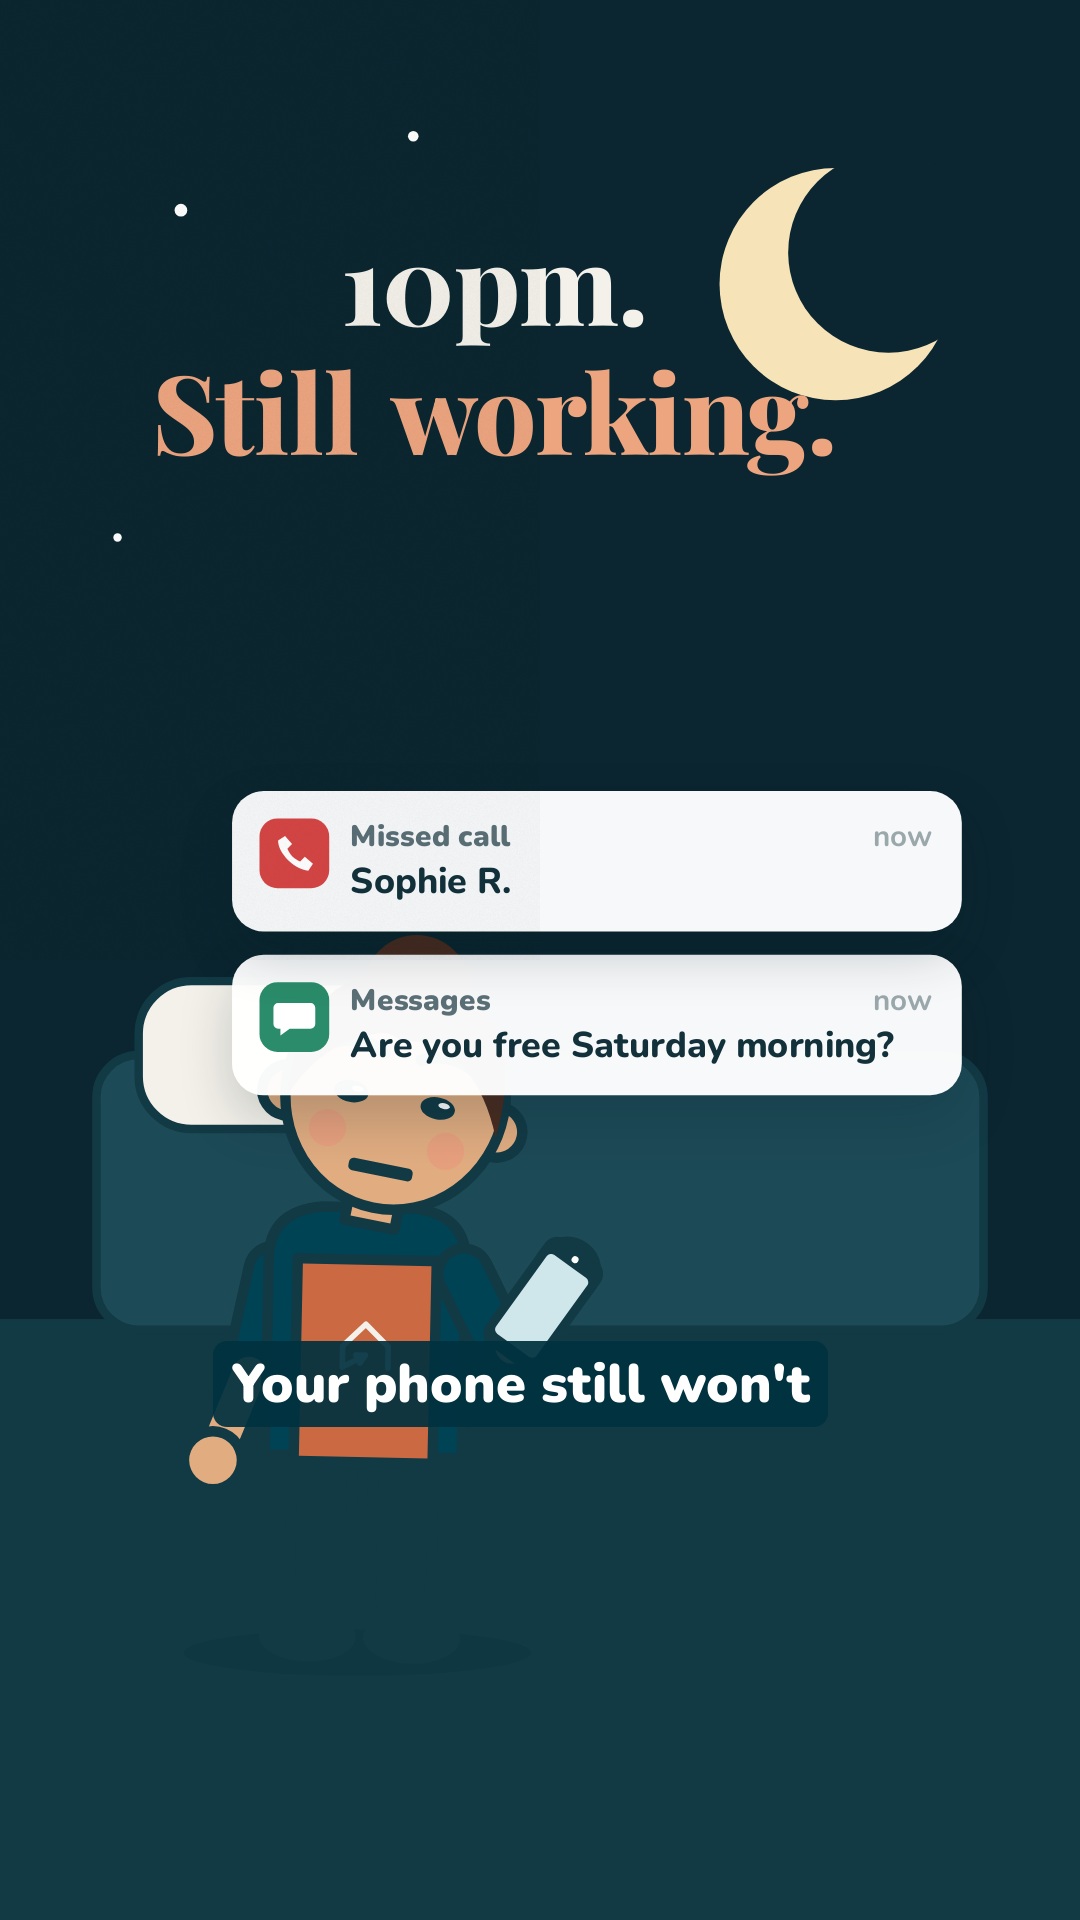 10pm.
Still working.
Missed call
now
Sophie R.
Messages
now
Are you free Saturday morning?
Your phone still won't